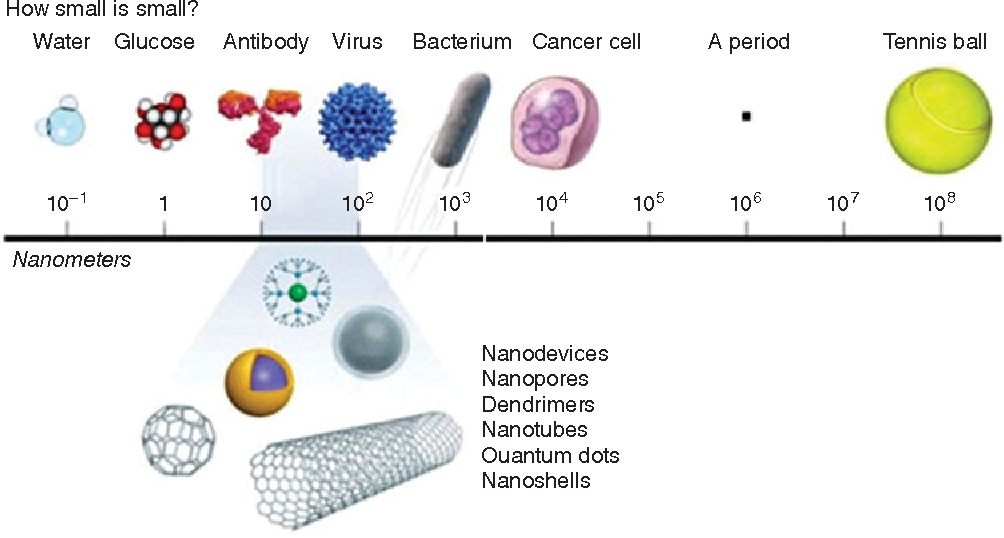 How small is small?
Water Glucose Antibody Virus Bacterium Cancer cell A period Tennis ball
10⁻¹ 1 10 10² 10³ 10⁴ 10⁵ 10⁶ 10⁷ 10⁸
Nanometers
Nanodevices
Nanopores
Dendrimers
Nanotubes
Ouantum dots
Nanoshells